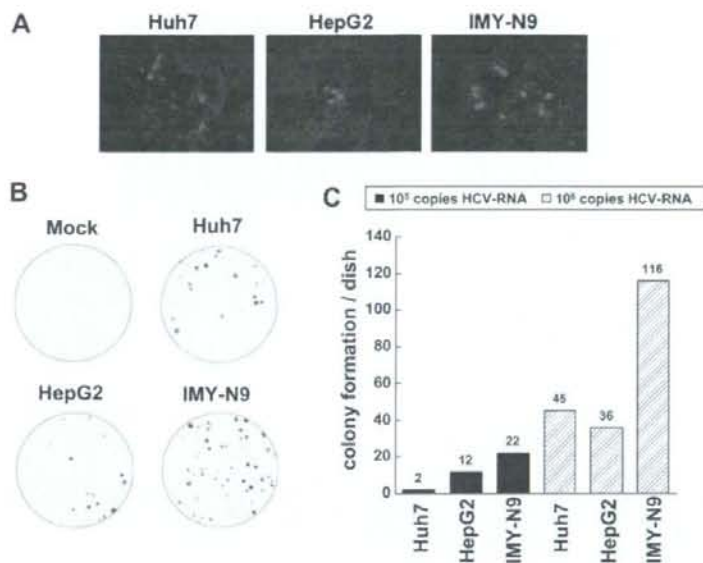 A
Huh7 HepG2 IMY-N9
B
Mock Huh7
HepG2 IMY-N9
C
10⁵ copies HCV-RNA 10⁶ copies HCV-RNA
colony formation / dish
140
120
100
80
60
40
20
0
2 12 22 45 36 116
Huh7 HepG2 IMY-N9 Huh7 HepG2 IMY-N9